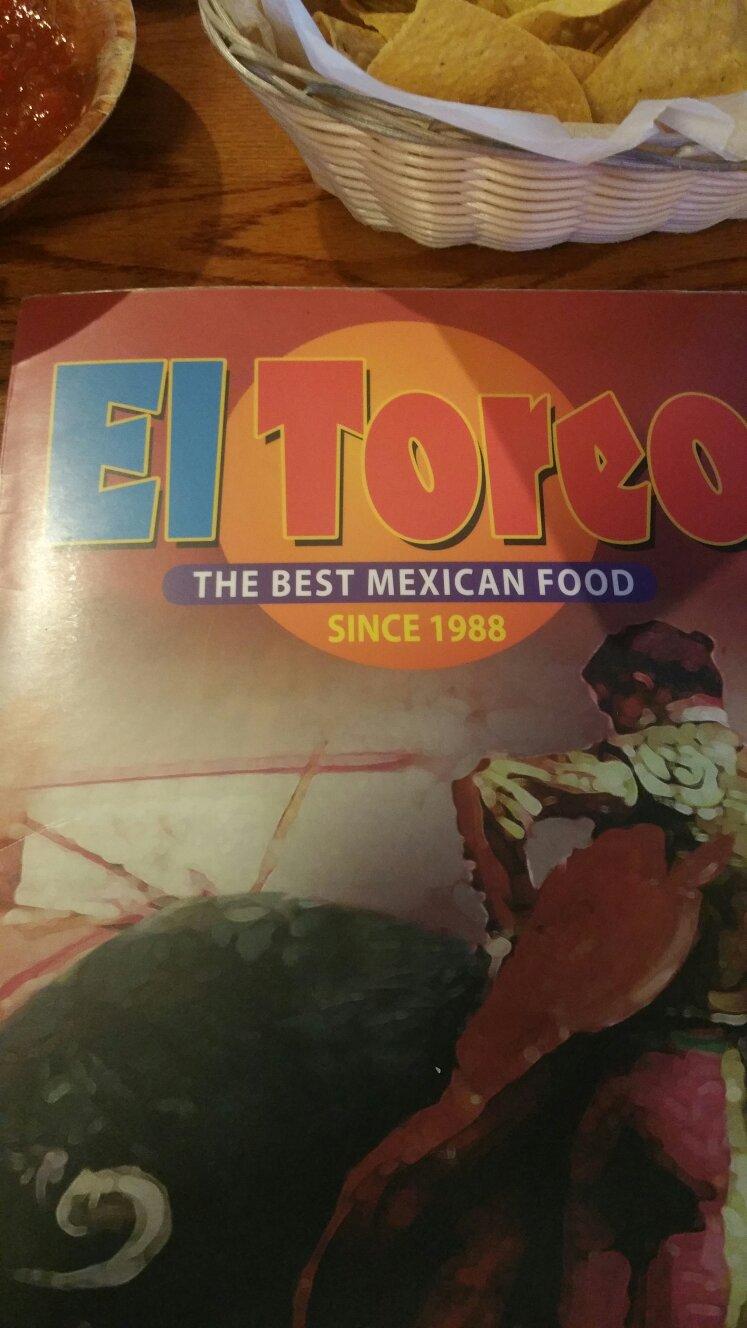 El Toreo
THE BEST MEXICAN FOOD
SINCE 1988